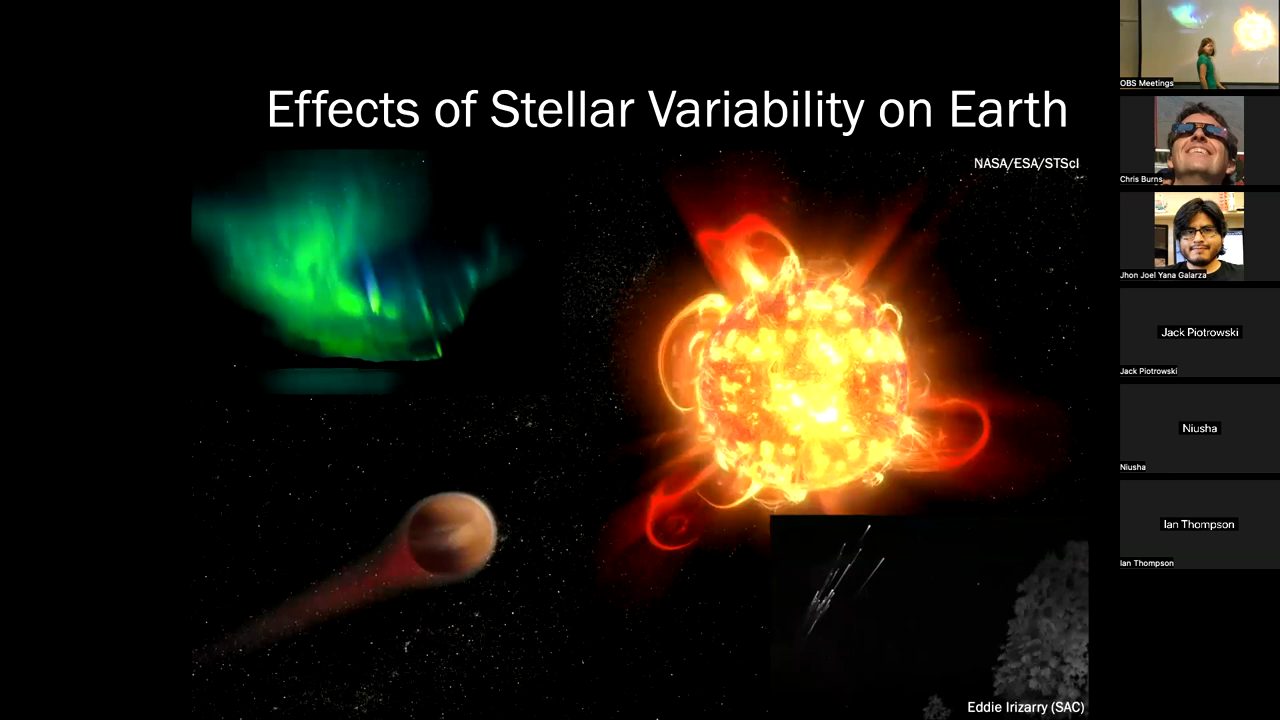 Effects of Stellar Variability on Earth
NASA/ESA/STScI
Eddie Irizarry (SAC)
OBS Meetings
Chris Burns
Jhon Joel Yana Galarza
Jack Piotrowski
Jack Piotrowski
Niusha
Niusha
Ian Thompson
Ian Thompson